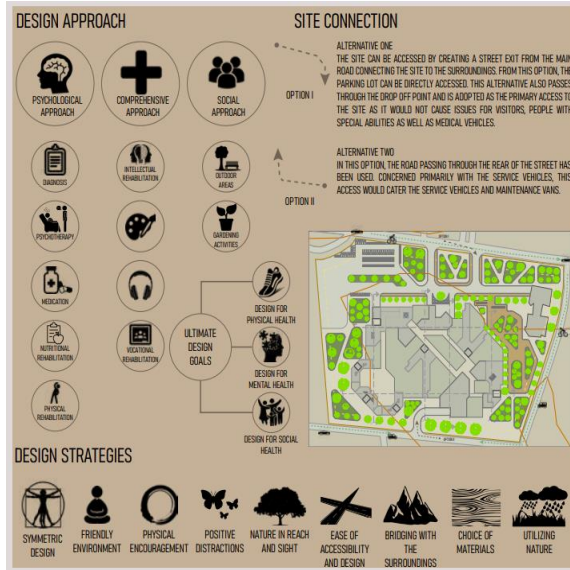 DESIGN APPROACH
PSYCHOLOGICAL
APPROACH
COMPREHENSIVE
APPROACH
SOCIAL
APPROACH
DIAGNOSIS
INTELLECTUAL
REHABILITATION
OUTDOOR
AREAS
PSYCHOTHERAPY
GARDENING
ACTIVITIES
MEDICATION
NUTRITIONAL
REHABILITATION
VOCATIONAL
REHABILITATION
PHYSICAL
REHABILITATION
ULTIMATE
DESIGN
GOALS
DESIGN FOR
PHYSICAL HEALTH
DESIGN FOR
MENTAL HEALTH
DESIGN FOR SOCIAL
HEALTH
SITE CONNECTION
OPTION I
ALTERNATIVE ONE
THE SITE CAN BE ACCESSED BY CREATING A STREET EXIT FROM THE MAIN
ROAD CONNECTING THE SITE TO THE SURROUNDINGS. FROM THIS OPTION, THE
PARKING LOT CAN BE DIRECTLY ACCESSED. THIS ALTERNATIVE ALSO PASSES
THROUGH THE DROP OFF POINT AND IS ADOPTED AS THE PRIMARY ACCESS TO
THE SITE AS IT WOULD NOT CAUSE ISSUES FOR VISITORS, PEOPLE WITH
SPECIAL ABILITIES AS WELL AS MEDICAL VEHICLES.
OPTION II
ALTERNATIVE TWO
IN THIS OPTION, THE ROAD PASSING THROUGH THE REAR OF THE STREET HAS
BEEN USED. CONCERNED PRIMARILY WITH THE SERVICE VEHICLES, THIS
ACCESS WOULD CATER THE SERVICE VEHICLES AND MAINTENANCE VANS.
DESIGN STRATEGIES
SYMMETRIC
DESIGN
FRIENDLY
ENVIRONMENT
PHYSICAL
ENCOURAGEMENT
POSITIVE
DISTRACTIONS
NATURE IN REACH
AND SIGHT
EASE OF
ACCESSIBILITY
AND DESIGN
BRIDGING WITH
THE
SURROUNDINGS
CHOICE OF
MATERIALS
UTILIZING
NATURE